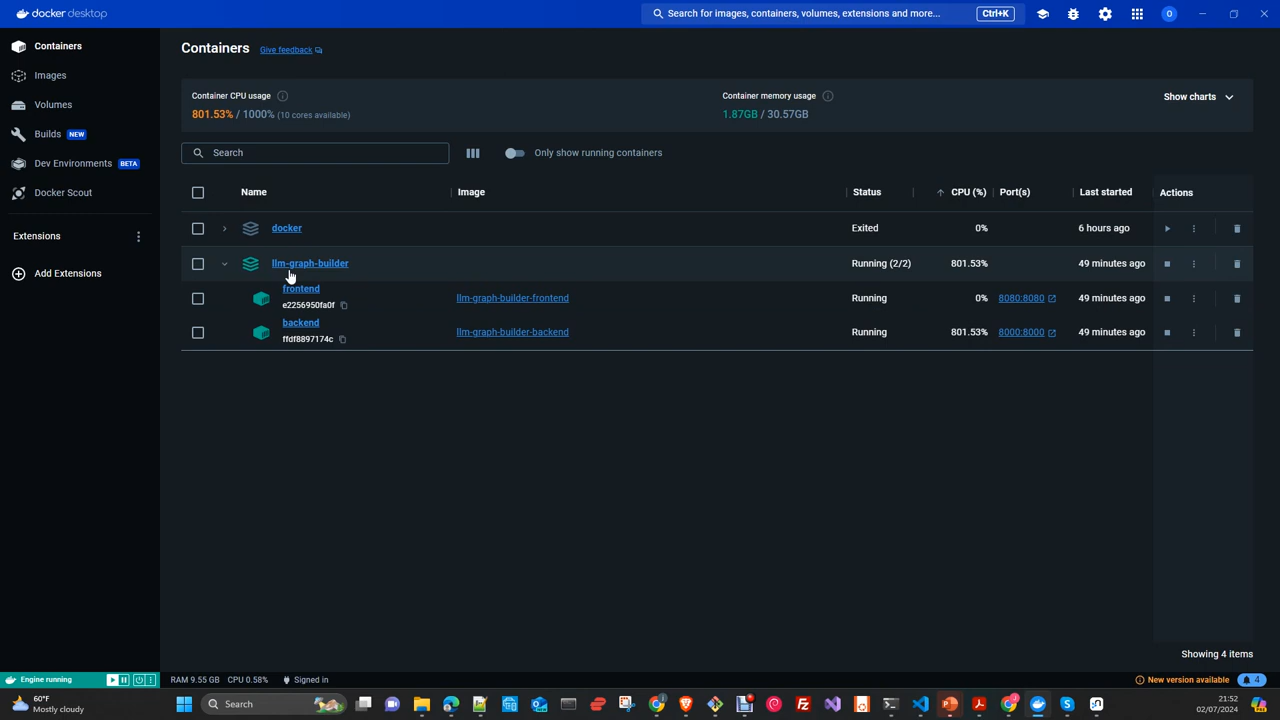 docker desktop
Search for images, containers, volumes, extensions and more...
Ctrl+K
O
Containers
Images
Volumes
Builds NEW
Dev Environments BETA
Docker Scout
Extensions
Add Extensions
Containers Give feedback
Container CPU usage
801.53% / 1000% (10 cores available)
Container memory usage
1.87GB / 30.57GB
Show charts
Search
Only show running containers
Name Image Status CPU (%) Port(s) Last started Actions
docker Exited 0% 6 hours ago
llm-graph-builder Running (2/2) 801.53% 49 minutes ago
frontend
e2256950fa0f
llm-graph-builder-frontend Running 0% 8080:8080 49 minutes ago
backend
ffdf8897174c
llm-graph-builder-backend Running 801.53% 8000:8000 49 minutes ago
Showing 4 items
Engine running
RAM 9.55 GB CPU 0.58% Signed in
New version available
4
60°F
Mostly cloudy
Search
21:52
02/07/2024